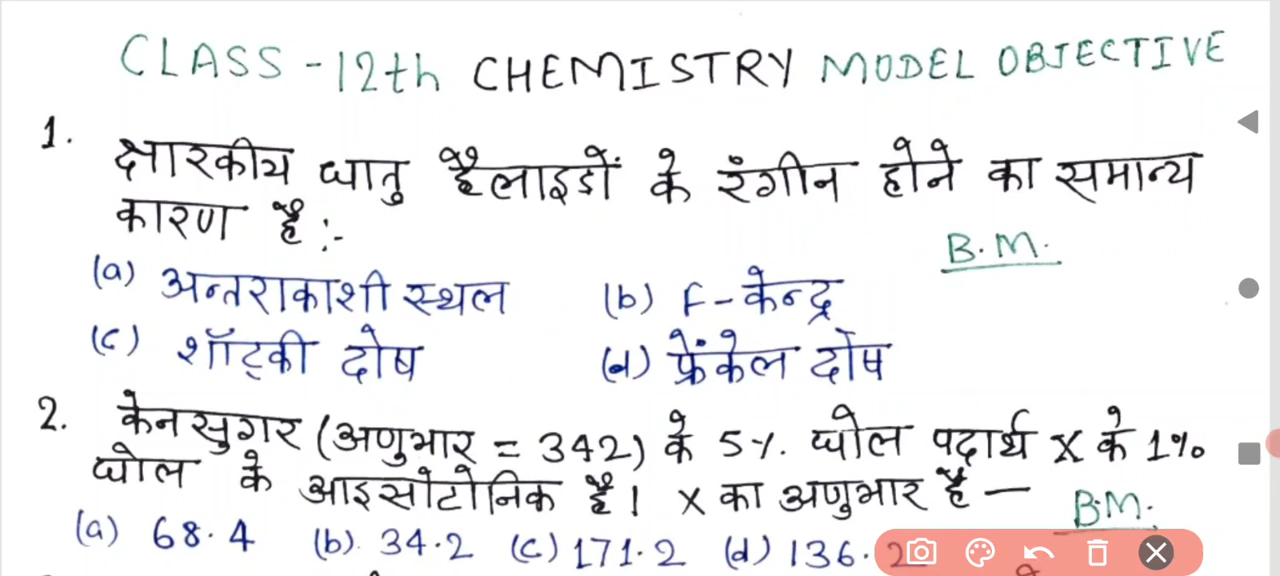 CLASS - 12th CHEMISTRY MODEL OBJECTIVE
1. क्षारकीय धातु हैलाइडों के रंगीन होने का समान्य
कारण है :-
B.M.
(a) अन्तराकाशी स्थल (b) F - केन्द्र
(c) शॉट्की दोष (d) फ्रेंकेल दोष
2. केनसुगर (अणुभार = 342) के 5%. घोल पदार्थ X के 1%
घोल के आइसोटोनिक है। X का अणुभार है —
B.M.
(a) 68.4 (b). 34.2 (c) 171.2 (d) 136.2